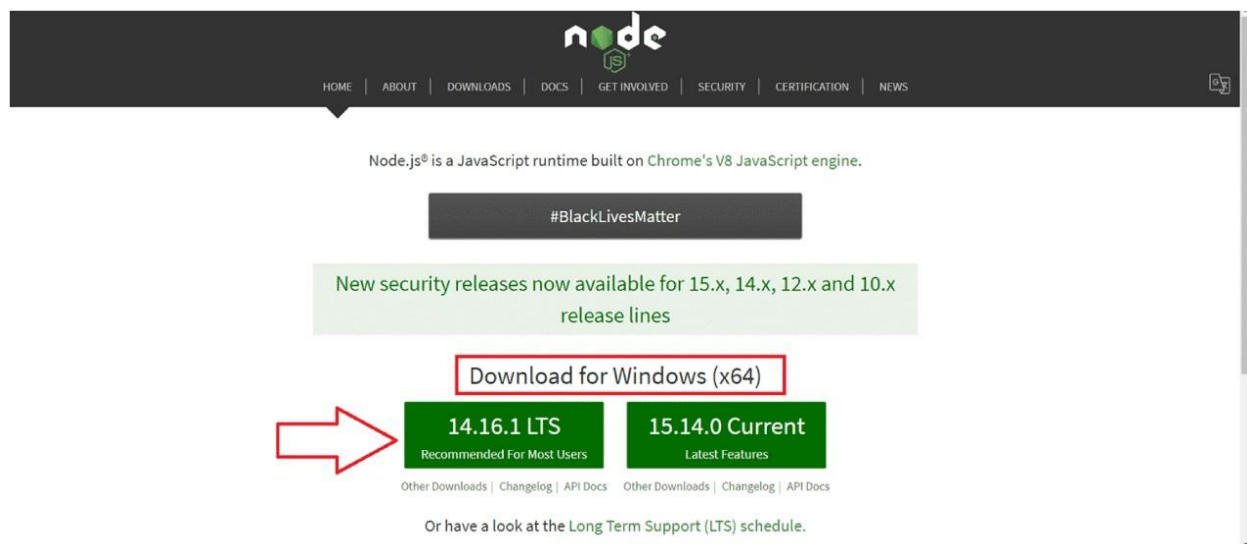 node
JS
HOME | ABOUT | DOWNLOADS | DOCS | GET INVOLVED | SECURITY | CERTIFICATION | NEWS
Node.js® is a JavaScript runtime built on Chrome's V8 JavaScript engine.
#BlackLivesMatter
New security releases now available for 15.x, 14.x, 12.x and 10.x
release lines
Download for Windows (x64)
14.16.1 LTS
Recommended For Most Users
15.14.0 Current
Latest Features
Other Downloads | Changelog | API Docs
Other Downloads | Changelog | API Docs
Or have a look at the Long Term Support (LTS) schedule.